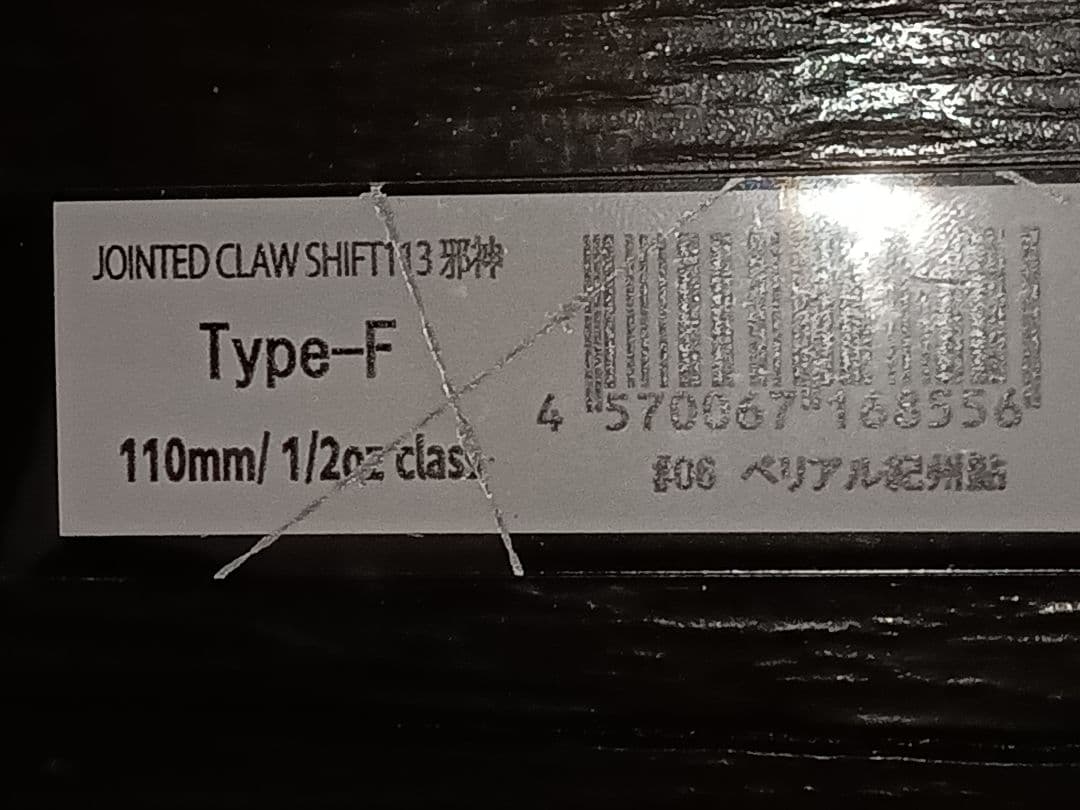 JOINTED CLAW SHIFT113 邪神
Type-F
110mm/ 1/2oz class
4 570067 168356
#06 ベリアル紀州鮎